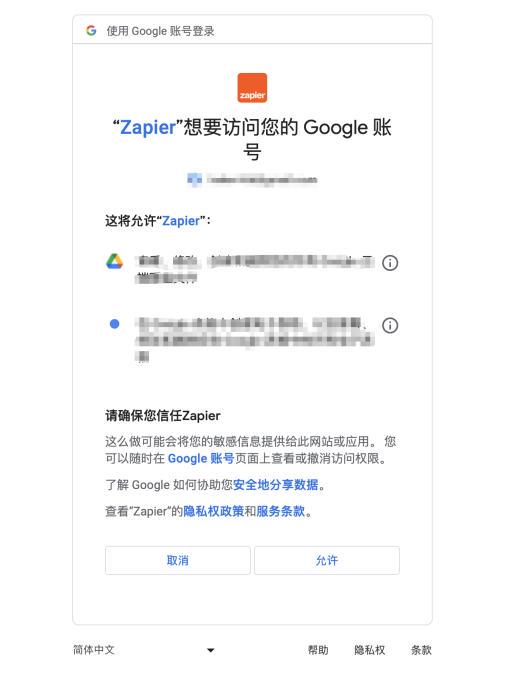 使用 Google 账号登录
zapier
“Zapier”想要访问您的 Google 账
号
这将允许“Zapier”：
请确保您信任Zapier
这么做可能会将您的敏感信息提供给此网站或应用。 您
可以随时在 Google 账号页面上查看或撤消访问权限。
了解 Google 如何协助您安全地分享数据。
查看“Zapier”的隐私权政策和服务条款。
取消
允许
简体中文
帮助 隐私权 条款